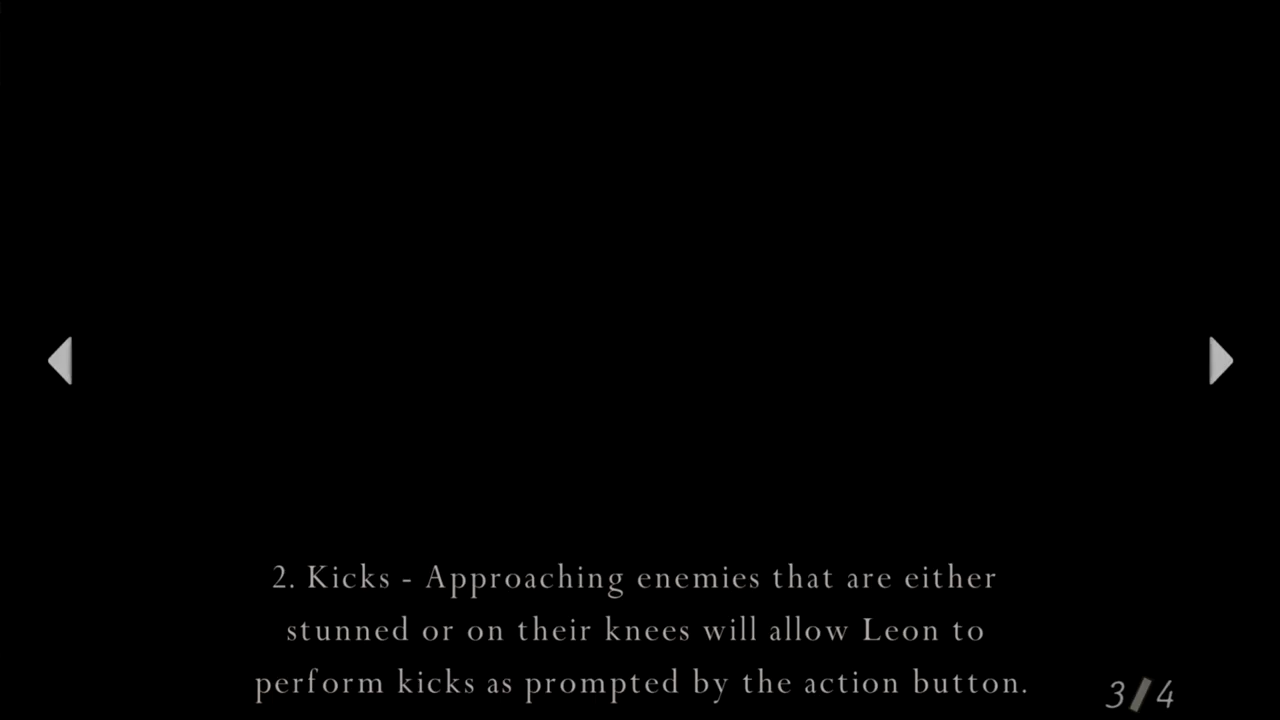 2. Kicks - Approaching enemies that are either
stunned or on their knees will allow Leon to
perform kicks as prompted by the action button.
3/4